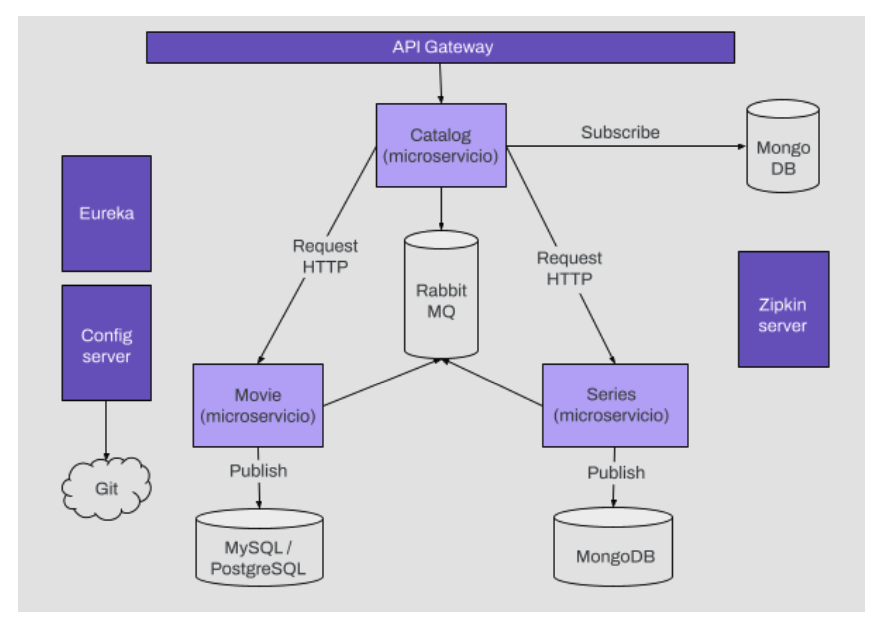 API Gateway
Catalog
(microservicio)
Subscribe
Mongo
DB
Eureka
Request
HTTP
Request
HTTP
Rabbit
MQ
Zipkin
server
Config
server
Movie
(microservicio)
Series
(microservicio)
Publish
Publish
Git
MySQL /
PostgreSQL
MongoDB